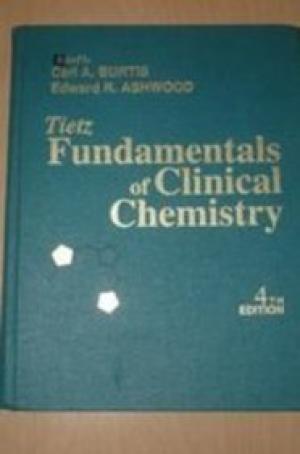 Carl A. BURTIS
Edward R. ASHWOOD
Tietz
Fundamentals
of Clinical
Chemistry
4TH
EDITION